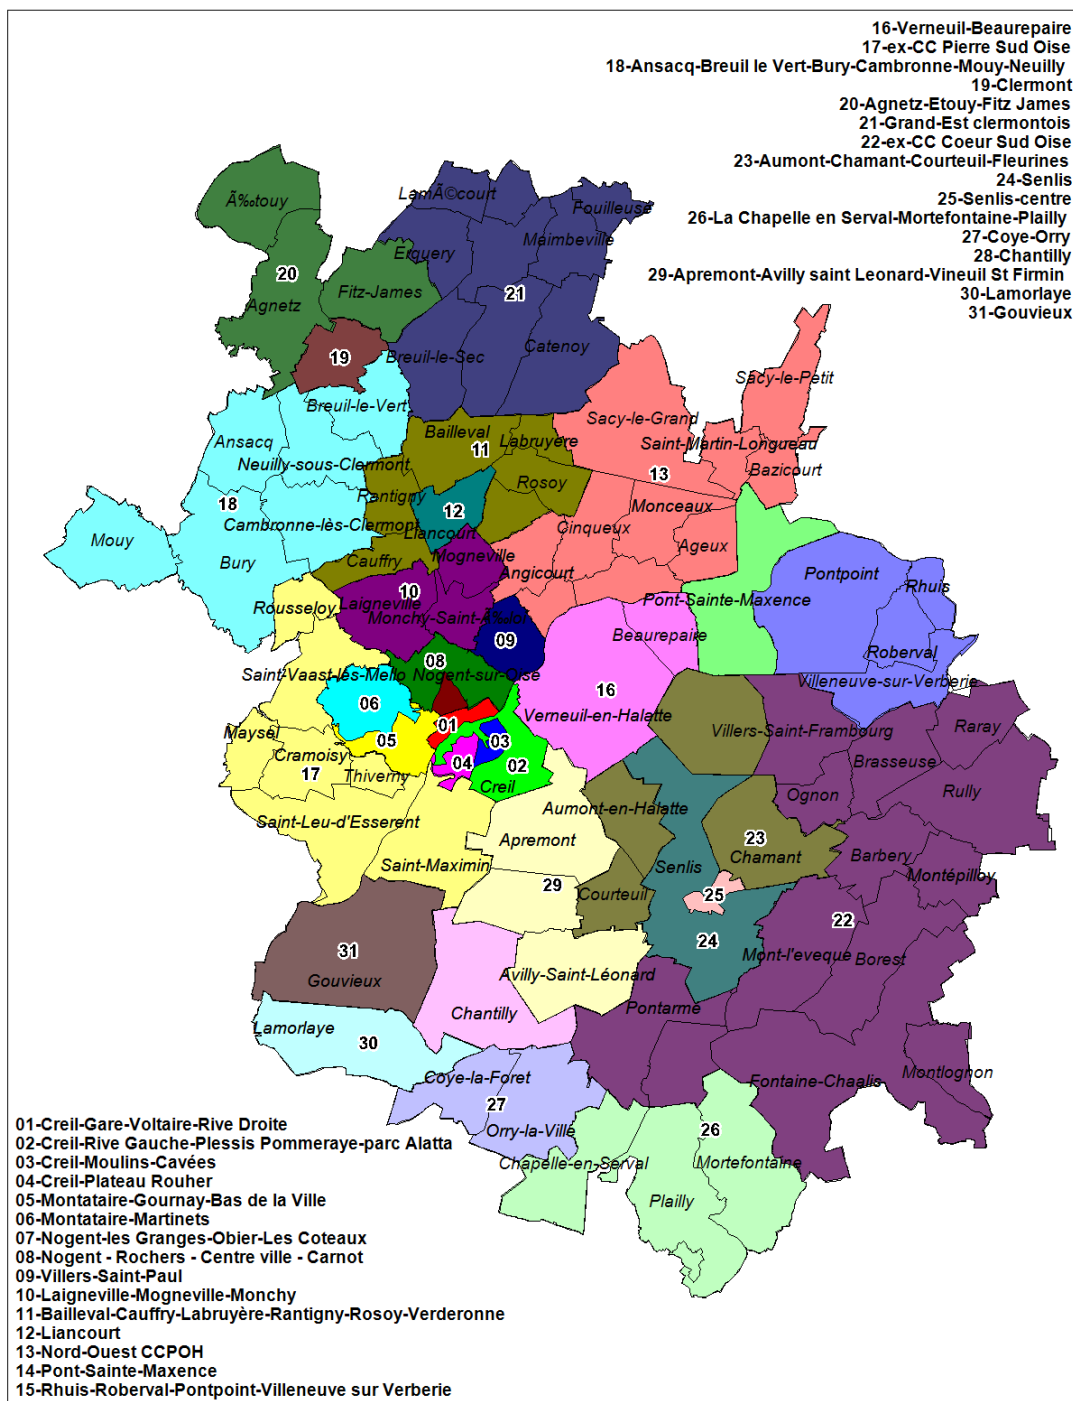 16-Verneuil-Beaurepaire
17-ex-CC Pierre Sud Oise
18-Ansacq-Breuil le Vert-Bury-Cambronne-Mouy-Neuilly
19-Clermont
20-Agnetz-Etouy-Fitz James
21-Grand-Est clermontois
22-ex-CC Coeur Sud Oise
23-Aumont-Chamant-Courteuil-Fleurines
24-Senlis
25-Senlis-centre
26-La Chapelle en Serval-Mortefontaine-Plailly
27-Coye-Orry
28-Chantilly
29-Apremont-Avilly saint Leonard-Vineuil St Firmin
30-Lamorlaye
31-Gouvieux
Ã‰touy
LamÃ©court
Fouilleuse
Maimbeville
Erquery
20
Agnetz
Fitz-James
21
19
Breuil-le-Sec
Catenoy
Sacy-le-Petit
Breuil-le-Vert
Sacy-le-Grand
Ansacq
Bailleval
Labruyère
Saint-Martin-Longueau
11
Neuilly-sous-Clermont
13
Bazicourt
Rantigny
Rosoy
18
12
Monceaux
Cambronne-lès-Clermont
Liancourt
Cinqueux
Mouy
Bury
Mogneville
Ageux
Cauffry
Angicourt
Pontpoint
Rhuis
10
Laigneville
Pont-Sainte-Maxence
Rousseloy
Monchy-Saint-Ã‰loi
09
Beaurepaire
Roberval
08
Saint-Vaast-lès-Mello
Nogent-sur-Oise
Villeneuve-sur-Verberie
06
16
Verneuil-en-Halatte
01
Villers-Saint-Frambourg
Raray
Maysel
05
03
Cramoisy
04
02
Brasseuse
17
Thiverny
Creil
Ognon
Rully
Saint-Leu-d'Esserent
Aumont-en-Halatte
Apremont
23
Saint-Maximin
Senlis
Chamant
Barbery
Montépilloy
29
Courteuil
25
22
24
31
Mont-l'eveque
Borest
Gouvieux
Avilly-Saint-Léonard
Pontarmé
Chantilly
Lamorlaye
30
Coye-la-Foret
Fontaine-Chaalis
Montlognon
27
Orry-la-Ville
26
Chapelle-en-Serval
Mortefontaine
Plailly
01-Creil-Gare-Voltaire-Rive Droite
02-Creil-Rive Gauche-Plessis Pommeraye-parc Alatta
03-Creil-Moulins-Cavées
04-Creil-Plateau Rouher
05-Montataire-Gournay-Bas de la Ville
06-Montataire-Martinets
07-Nogent-les Granges-Obier-Les Coteaux
08-Nogent - Rochers - Centre ville - Carnot
09-Villers-Saint-Paul
10-Laigneville-Mogneville-Monchy
11-Bailleval-Cauffry-Labruyère-Rantigny-Rosoy-Verderonne
12-Liancourt
13-Nord-Ouest CCPOH
14-Pont-Sainte-Maxence
15-Rhuis-Roberval-Pontpoint-Villeneuve sur Verberie